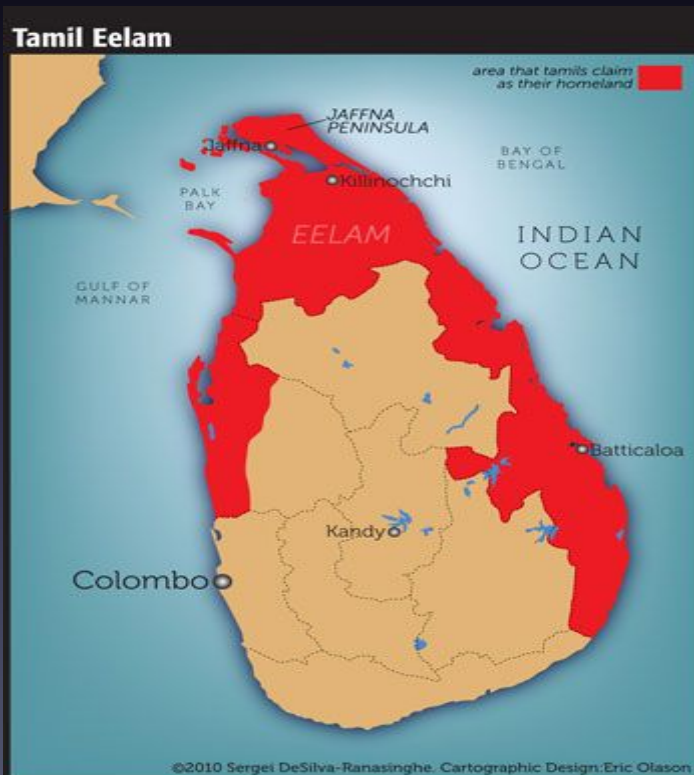 Tamil Eelam
area that tamils claim
as their homeland
JAFFNA
PENINSULA
Jaffna
BAY OF
BENGAL
Killinochchi
PALK
BAY
EELAM
INDIAN
OCEAN
GULF OF
MANNAR
Batticaloa
Kandy
Colombo
©2010 Sergei DeSilva-Ranasinghe. Cartographic Design:Eric Olason